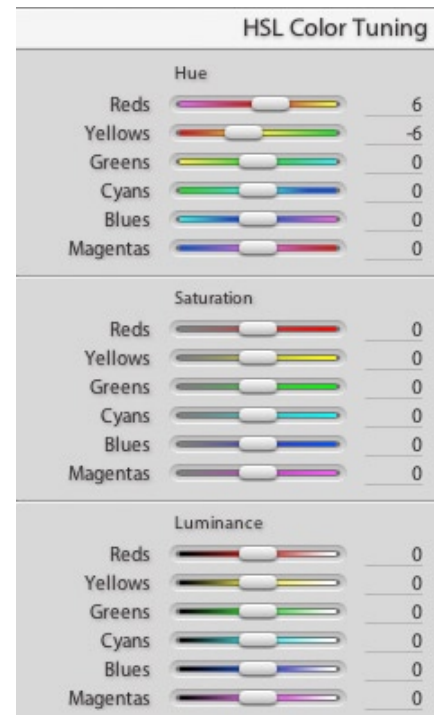 HSL Color Tuning
Hue
Reds 6
Yellows -6
Greens 0
Cyans 0
Blues 0
Magentas 0
Saturation
Reds 0
Yellows 0
Greens 0
Cyans 0
Blues 0
Magentas 0
Luminance
Reds 0
Yellows 0
Greens 0
Cyans 0
Blues 0
Magentas 0